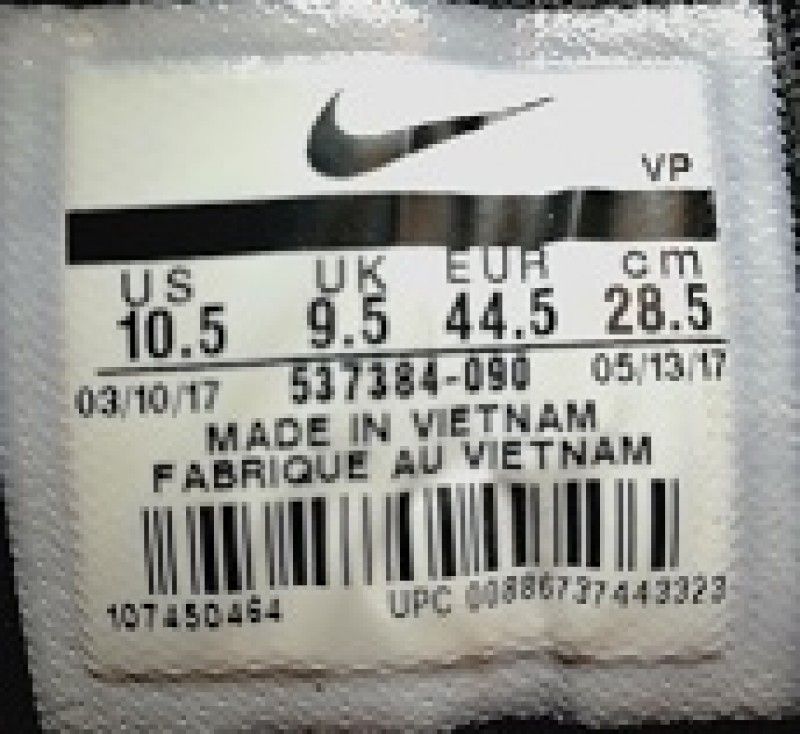 VP
US UK EUR cm
10.5 9.5 44.5 28.5
03/10/17 537384-090 05/13/17
MADE IN VIETNAM
FABRIQUE AU VIETNAM
107450464 UPC 00886737443323